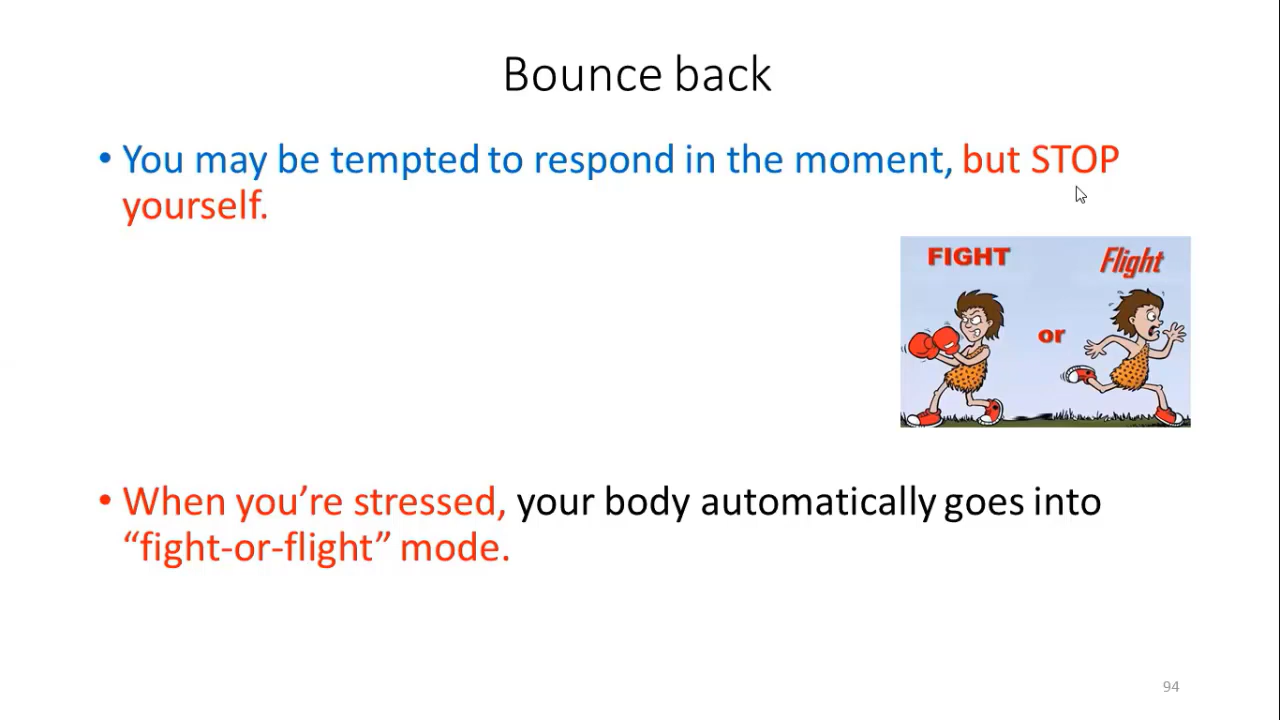 Bounce back
• You may be tempted to respond in the moment, but STOP
yourself.
FIGHT
Flight
or
• When you’re stressed, your body automatically goes into
“fight-or-flight” mode.
94